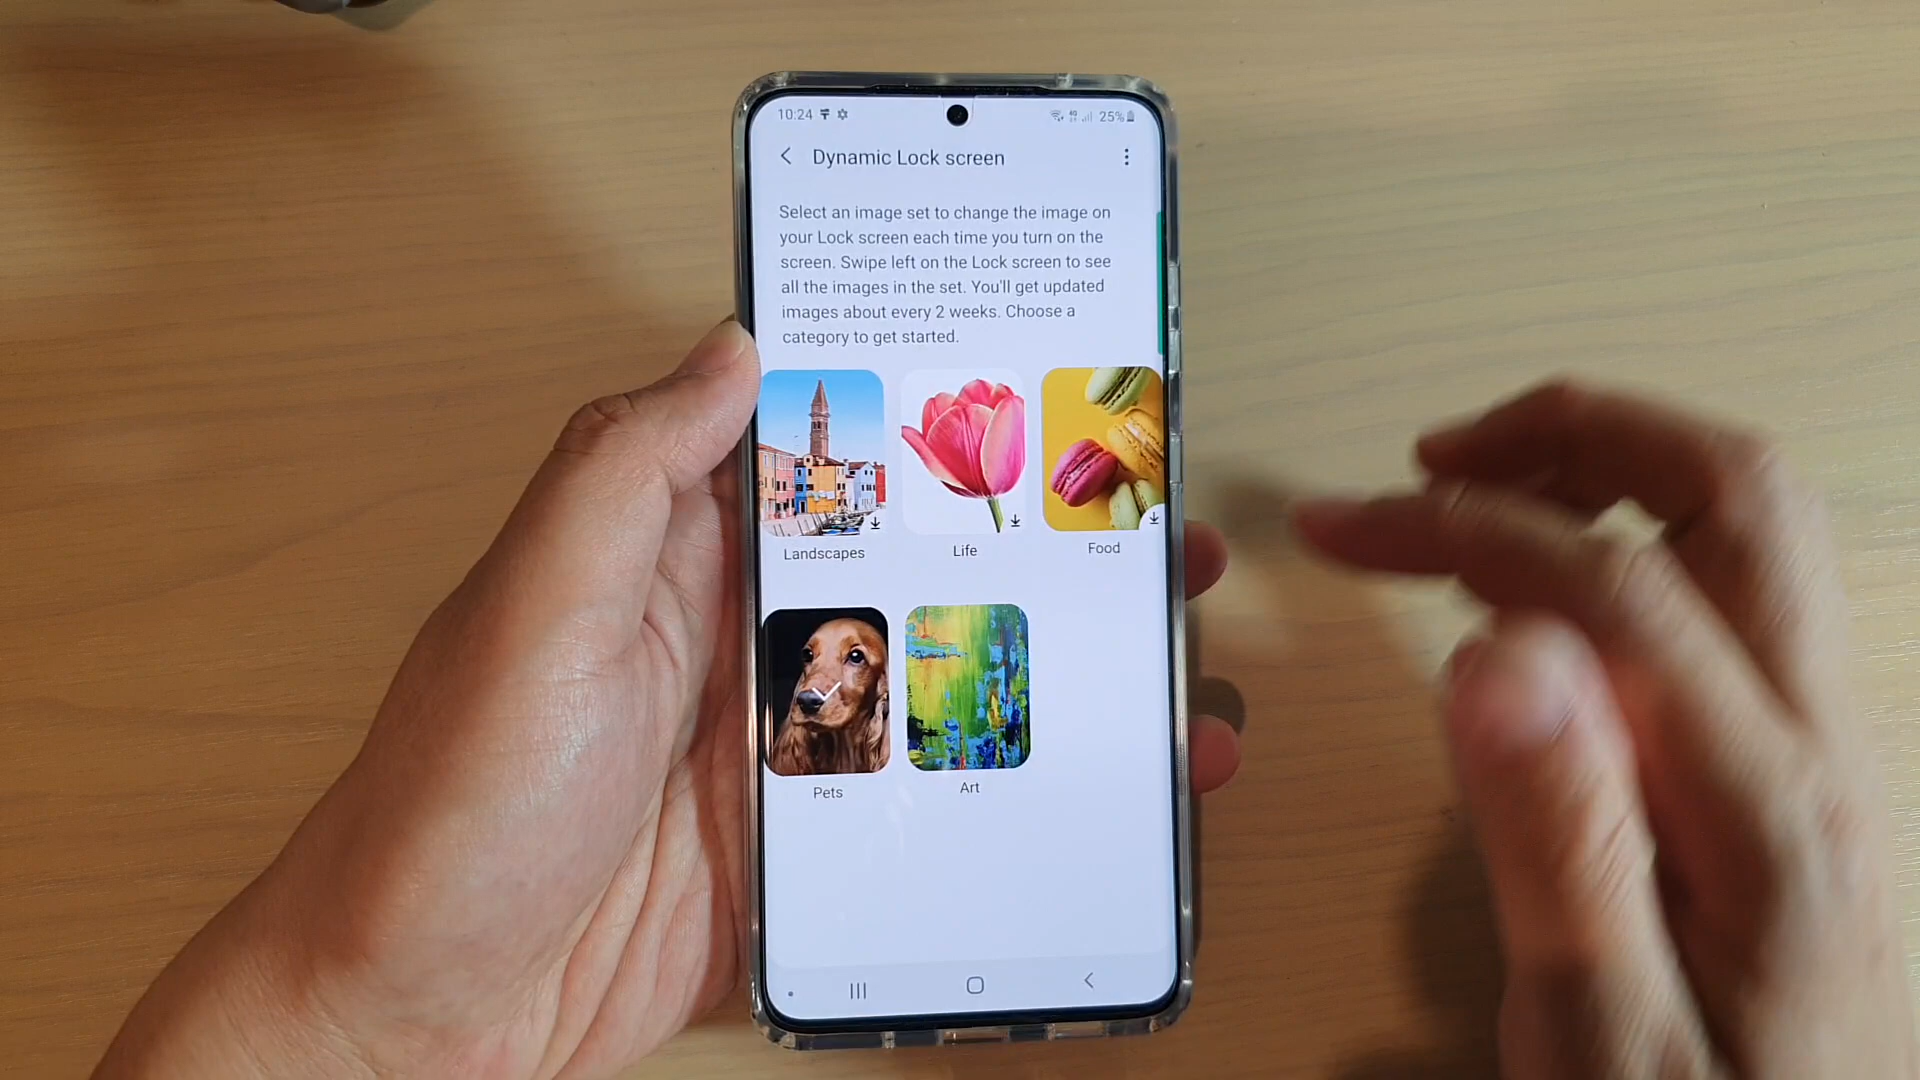 10:24
25%
Dynamic Lock screen
Select an image set to change the image on
your Lock screen each time you turn on the
screen. Swipe left on the Lock screen to see
all the images in the set. You'll get updated
images about every 2 weeks. Choose a
category to get started.
Landscapes
Life
Food
Pets
Art